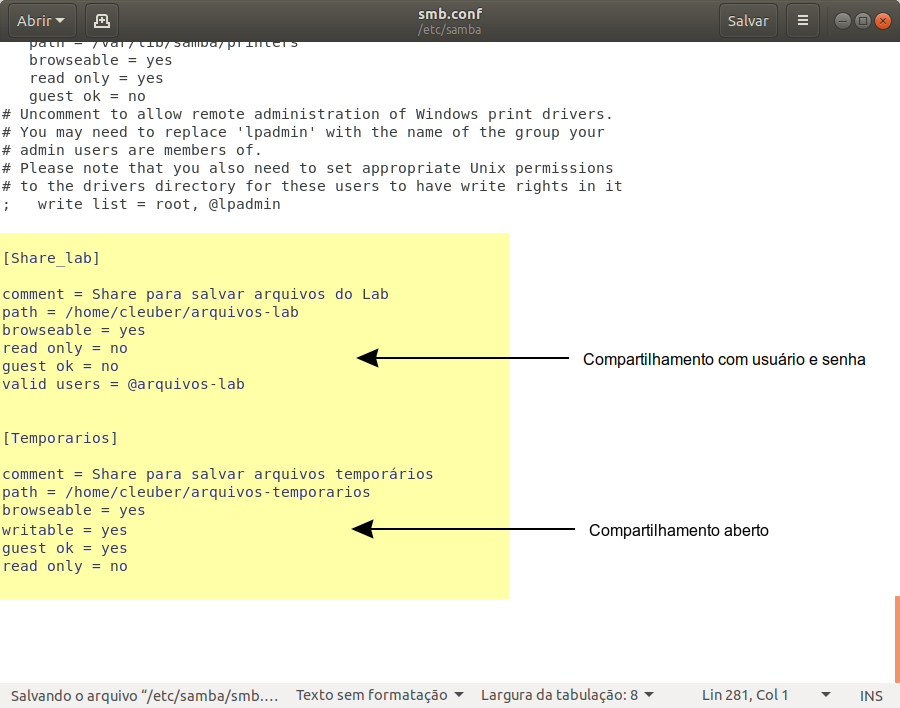 Abrir
smb.conf
/etc/samba
Salvar
path = /var/lib/samba/printers
browseable = yes
read only = yes
guest ok = no
# Uncomment to allow remote administration of Windows print drivers.
# You may need to replace 'lpadmin' with the name of the group your
# admin users are members of.
# Please note that you also need to set appropriate Unix permissions
# to the drivers directory for these users to have write rights in it
;   write list = root, @lpadmin
[Share_lab]
comment = Share para salvar arquivos do Lab
path = /home/cleuber/arquivos-lab
browseable = yes
read only = no
guest ok = no
valid users = @arquivos-lab
Compartilhamento com usuário e senha
[Temporarios]
comment = Share para salvar arquivos temporários
path = /home/cleuber/arquivos-temporarios
browseable = yes
writable = yes
guest ok = yes
read only = no
Compartilhamento aberto
Salvando o arquivo “/etc/samba/smb.… Texto sem formatação Largura da tabulação: 8 Lin 281, Col 1 INS